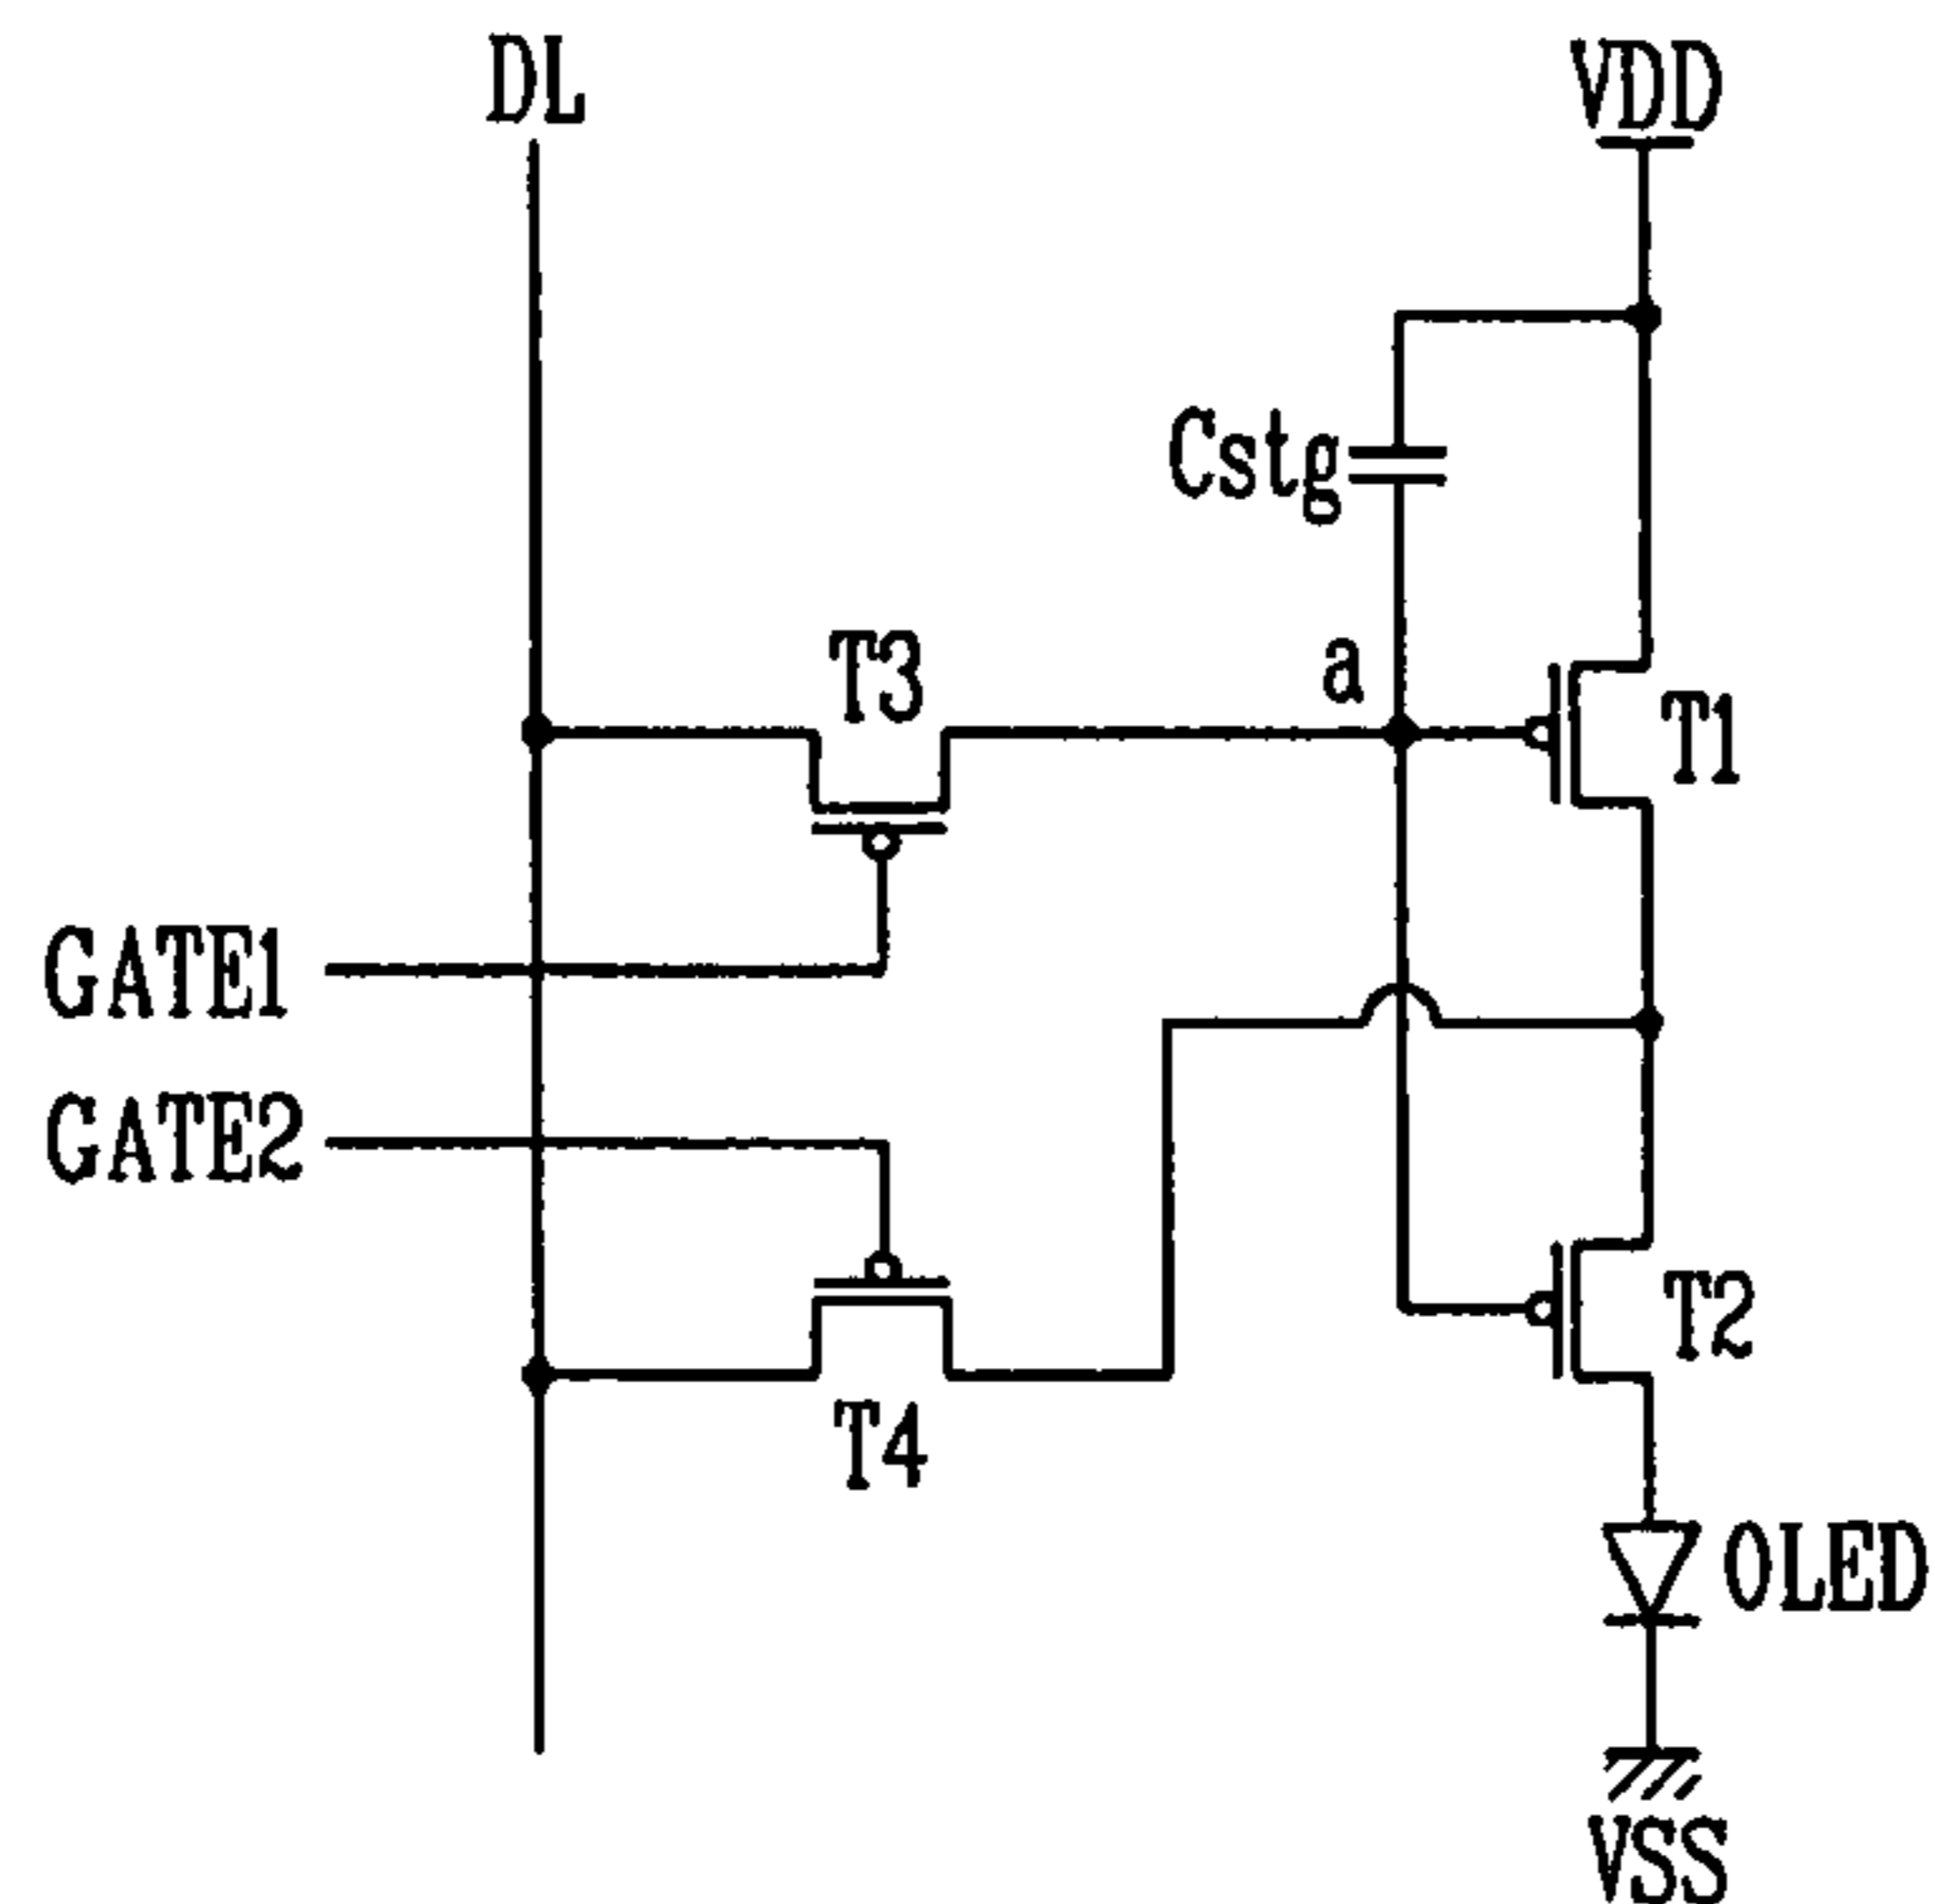 DL
VDD
Cstg
T3
a
T1
GATE1
GATE2
T2
T4
OLED
VSS